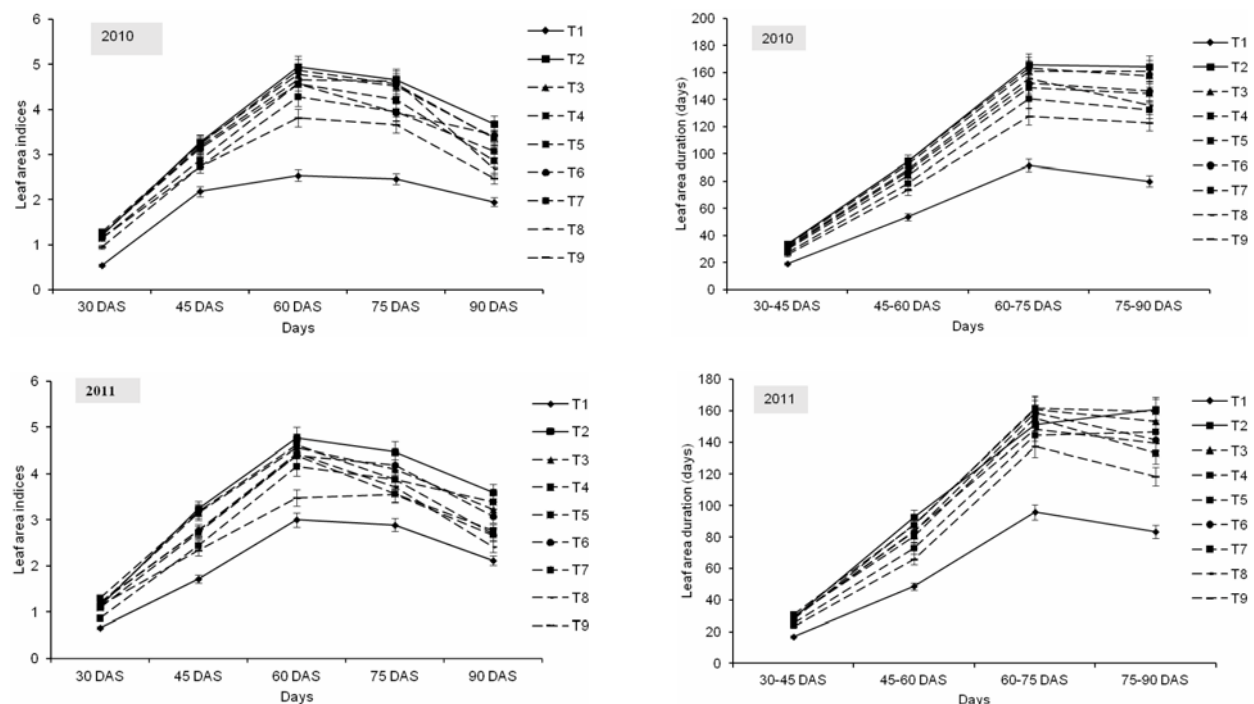 2010
6
5
4
3
2
1
0
Leaf area indices
30 DAS 45 DAS 60 DAS 75 DAS 90 DAS
Days
T1
T2
T3
T4
T5
T6
T7
T8
T9
2010
200
180
160
140
120
100
80
60
40
20
0
Leaf area duration (days)
30-45 DAS 45-60 DAS 60-75 DAS 75-90 DAS
Days
T1
T2
T3
T4
T5
T6
T7
T8
T9
2011
6
5
4
3
2
1
0
Leaf area indices
30 DAS 45 DAS 60 DAS 75 DAS 90 DAS
Days
T1
T2
T3
T4
T5
T6
T7
T8
T9
2011
180
160
140
120
100
80
60
40
20
0
Leaf area duration (days)
30-45 DAS 45-60 DAS 60-75 DAS 75-90 DAS
Days
T1
T2
T3
T4
T5
T6
T7
T8
T9